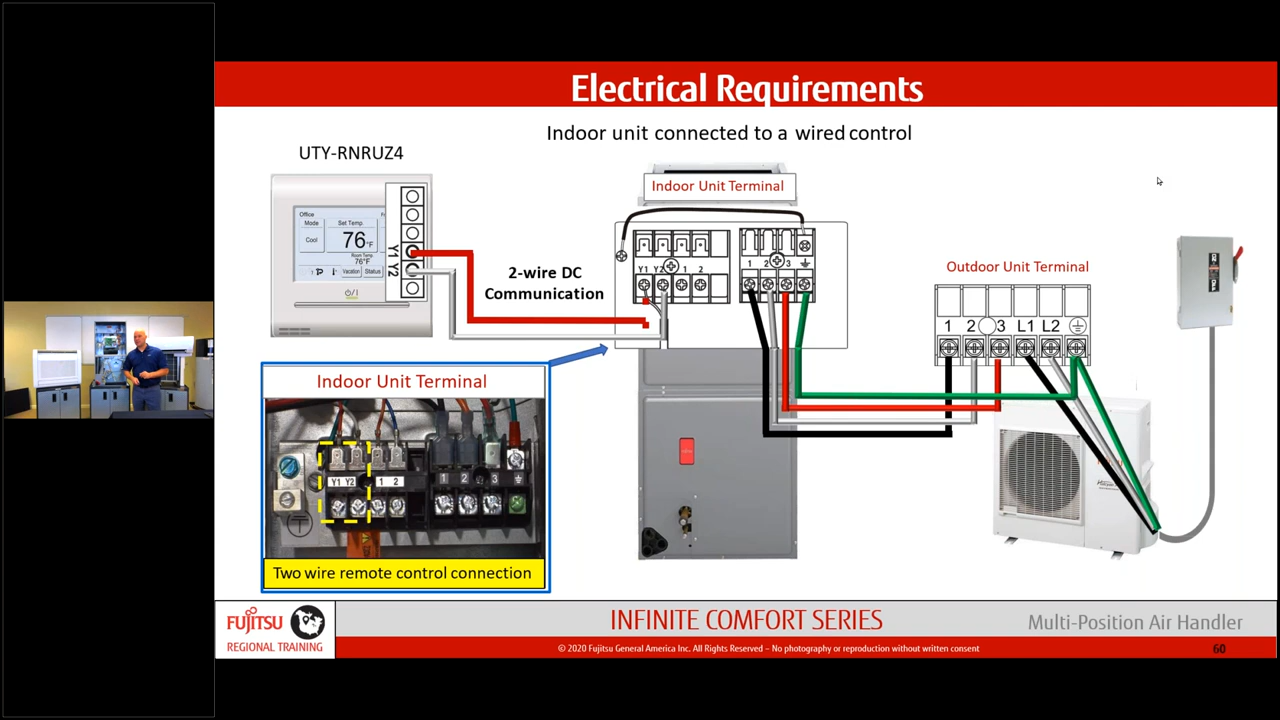 Electrical Requirements
Indoor unit connected to a wired control
UTY-RNRUZ4
Office
Mode
Set Temp.
Cool
76°F
Room Temp.
76°F
Vacation
Status
Y1
Y2
2-wire DC
Communication
Indoor Unit Terminal
Y1 Y2 1 2
1 2 3
Outdoor Unit Terminal
1 2 3 L1 L2
Indoor Unit Terminal
Y1 Y2 1 2 1 2 3
Two wire remote control connection
FUJITSU
REGIONAL TRAINING
INFINITE COMFORT SERIES
Multi-Position Air Handler
© 2020 Fujitsu General America Inc. All Rights Reserved – No photography or reproduction without written consent
60